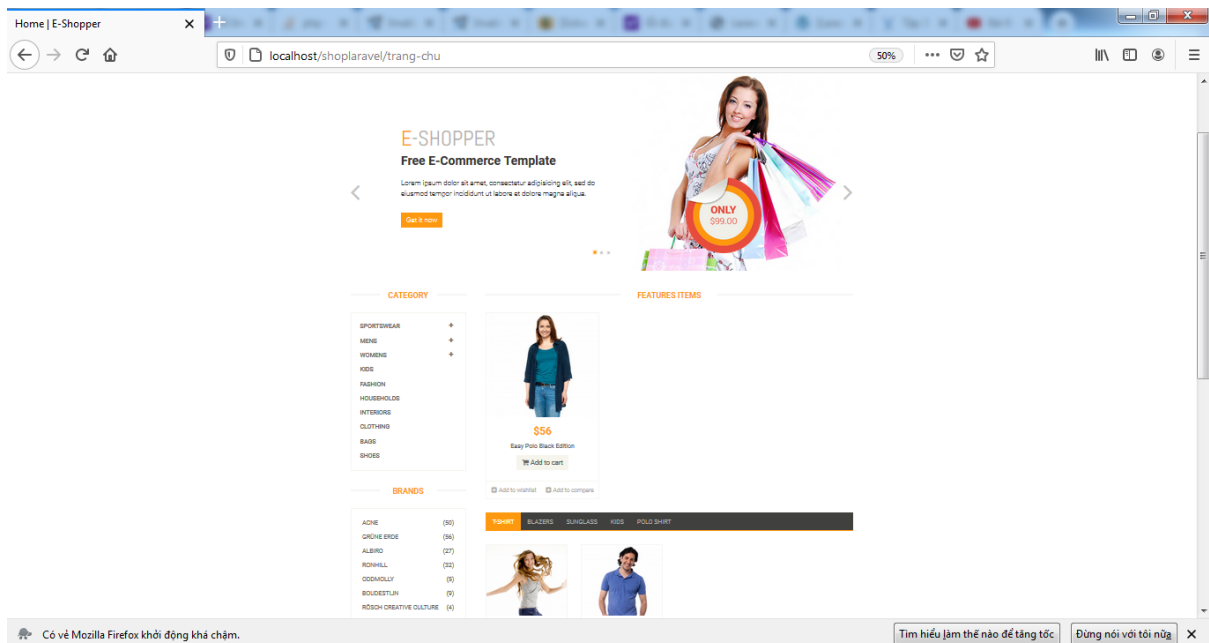 Home | E-Shopper
localhost/shoplaravel/trang-chu
50%
E-SHOPPER
Free E-Commerce Template
Lorem ipsum dolor sit amet, consectetur adipisicing elit, sed do
eiusmod tempor incididunt ut labore et dolore magna aliqua.
Get it now
ONLY
$99.00
CATEGORY
SPORTSWEAR +
MENS +
WOMENS +
KIDS
FASHION
HOUSEHOLDS
INTERIORS
CLOTHING
BAGS
SHOES
FEATURES ITEMS
$56
Easy Polo Black Edition
Add to cart
Add to wishlist Add to compare
BRANDS
ACNE (50)
GRÜNE ERDE (56)
ALBIRO (27)
RONHILL (32)
ODDMOLLY (5)
BOUDESTIJN (9)
RÖSCH CREATIVE CULTURE (4)
T-SHIRT BLAZERS SUNGLASS KIDS POLO SHIRT
Có vẻ Mozilla Firefox khởi động khá chậm.
Tìm hiểu làm thế nào để tăng tốc
Đừng nói với tôi nữa